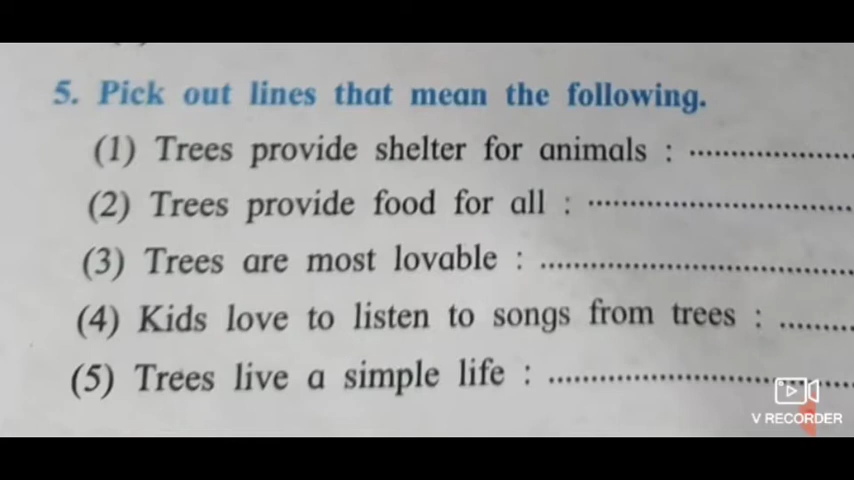 5. Pick out lines that mean the following.
(1) Trees provide shelter for animals : ...................
(2) Trees provide food for all : ..............................
(3) Trees are most lovable : ....................................
(4) Kids love to listen to songs from trees : .........
(5) Trees live a simple life : ...................................
V RECORDER